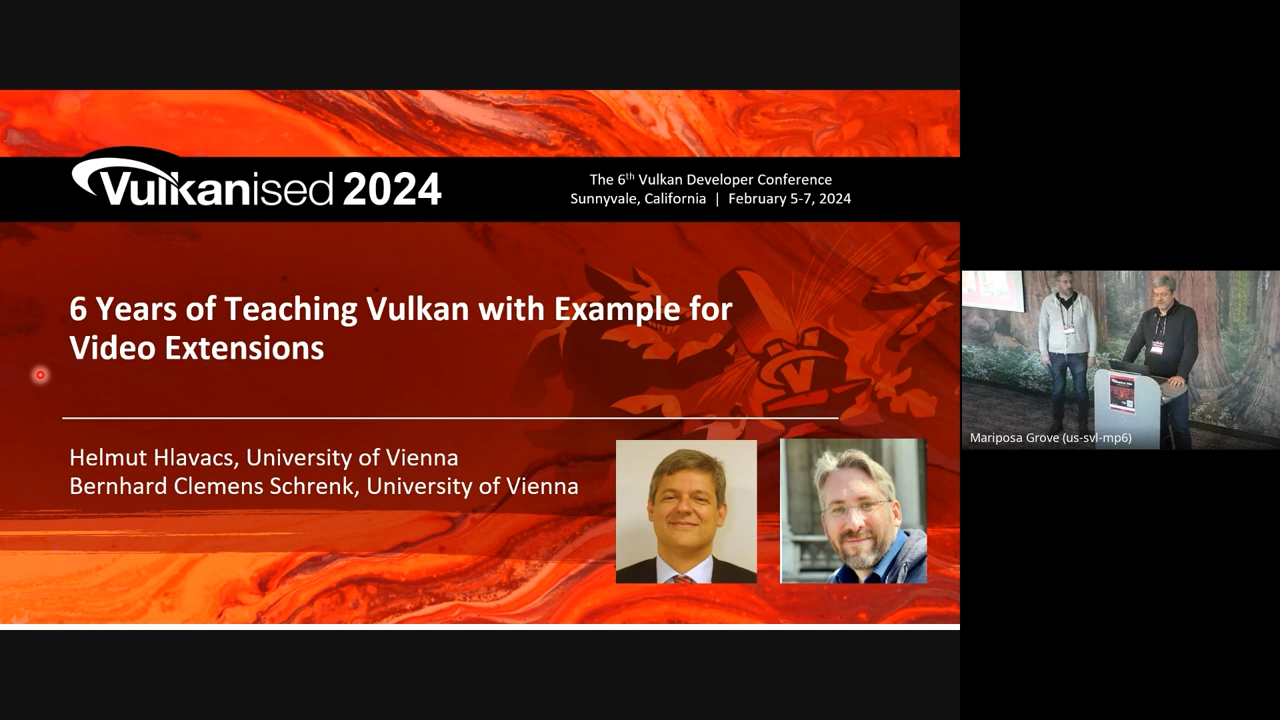 Vulkanised 2024
The 6th Vulkan Developer Conference
Sunnyvale, California | February 5-7, 2024
6 Years of Teaching Vulkan with Example for
Video Extensions
Helmut Hlavacs, University of Vienna
Bernhard Clemens Schrenk, University of Vienna
Mariposa Grove (us-svl-mp6)